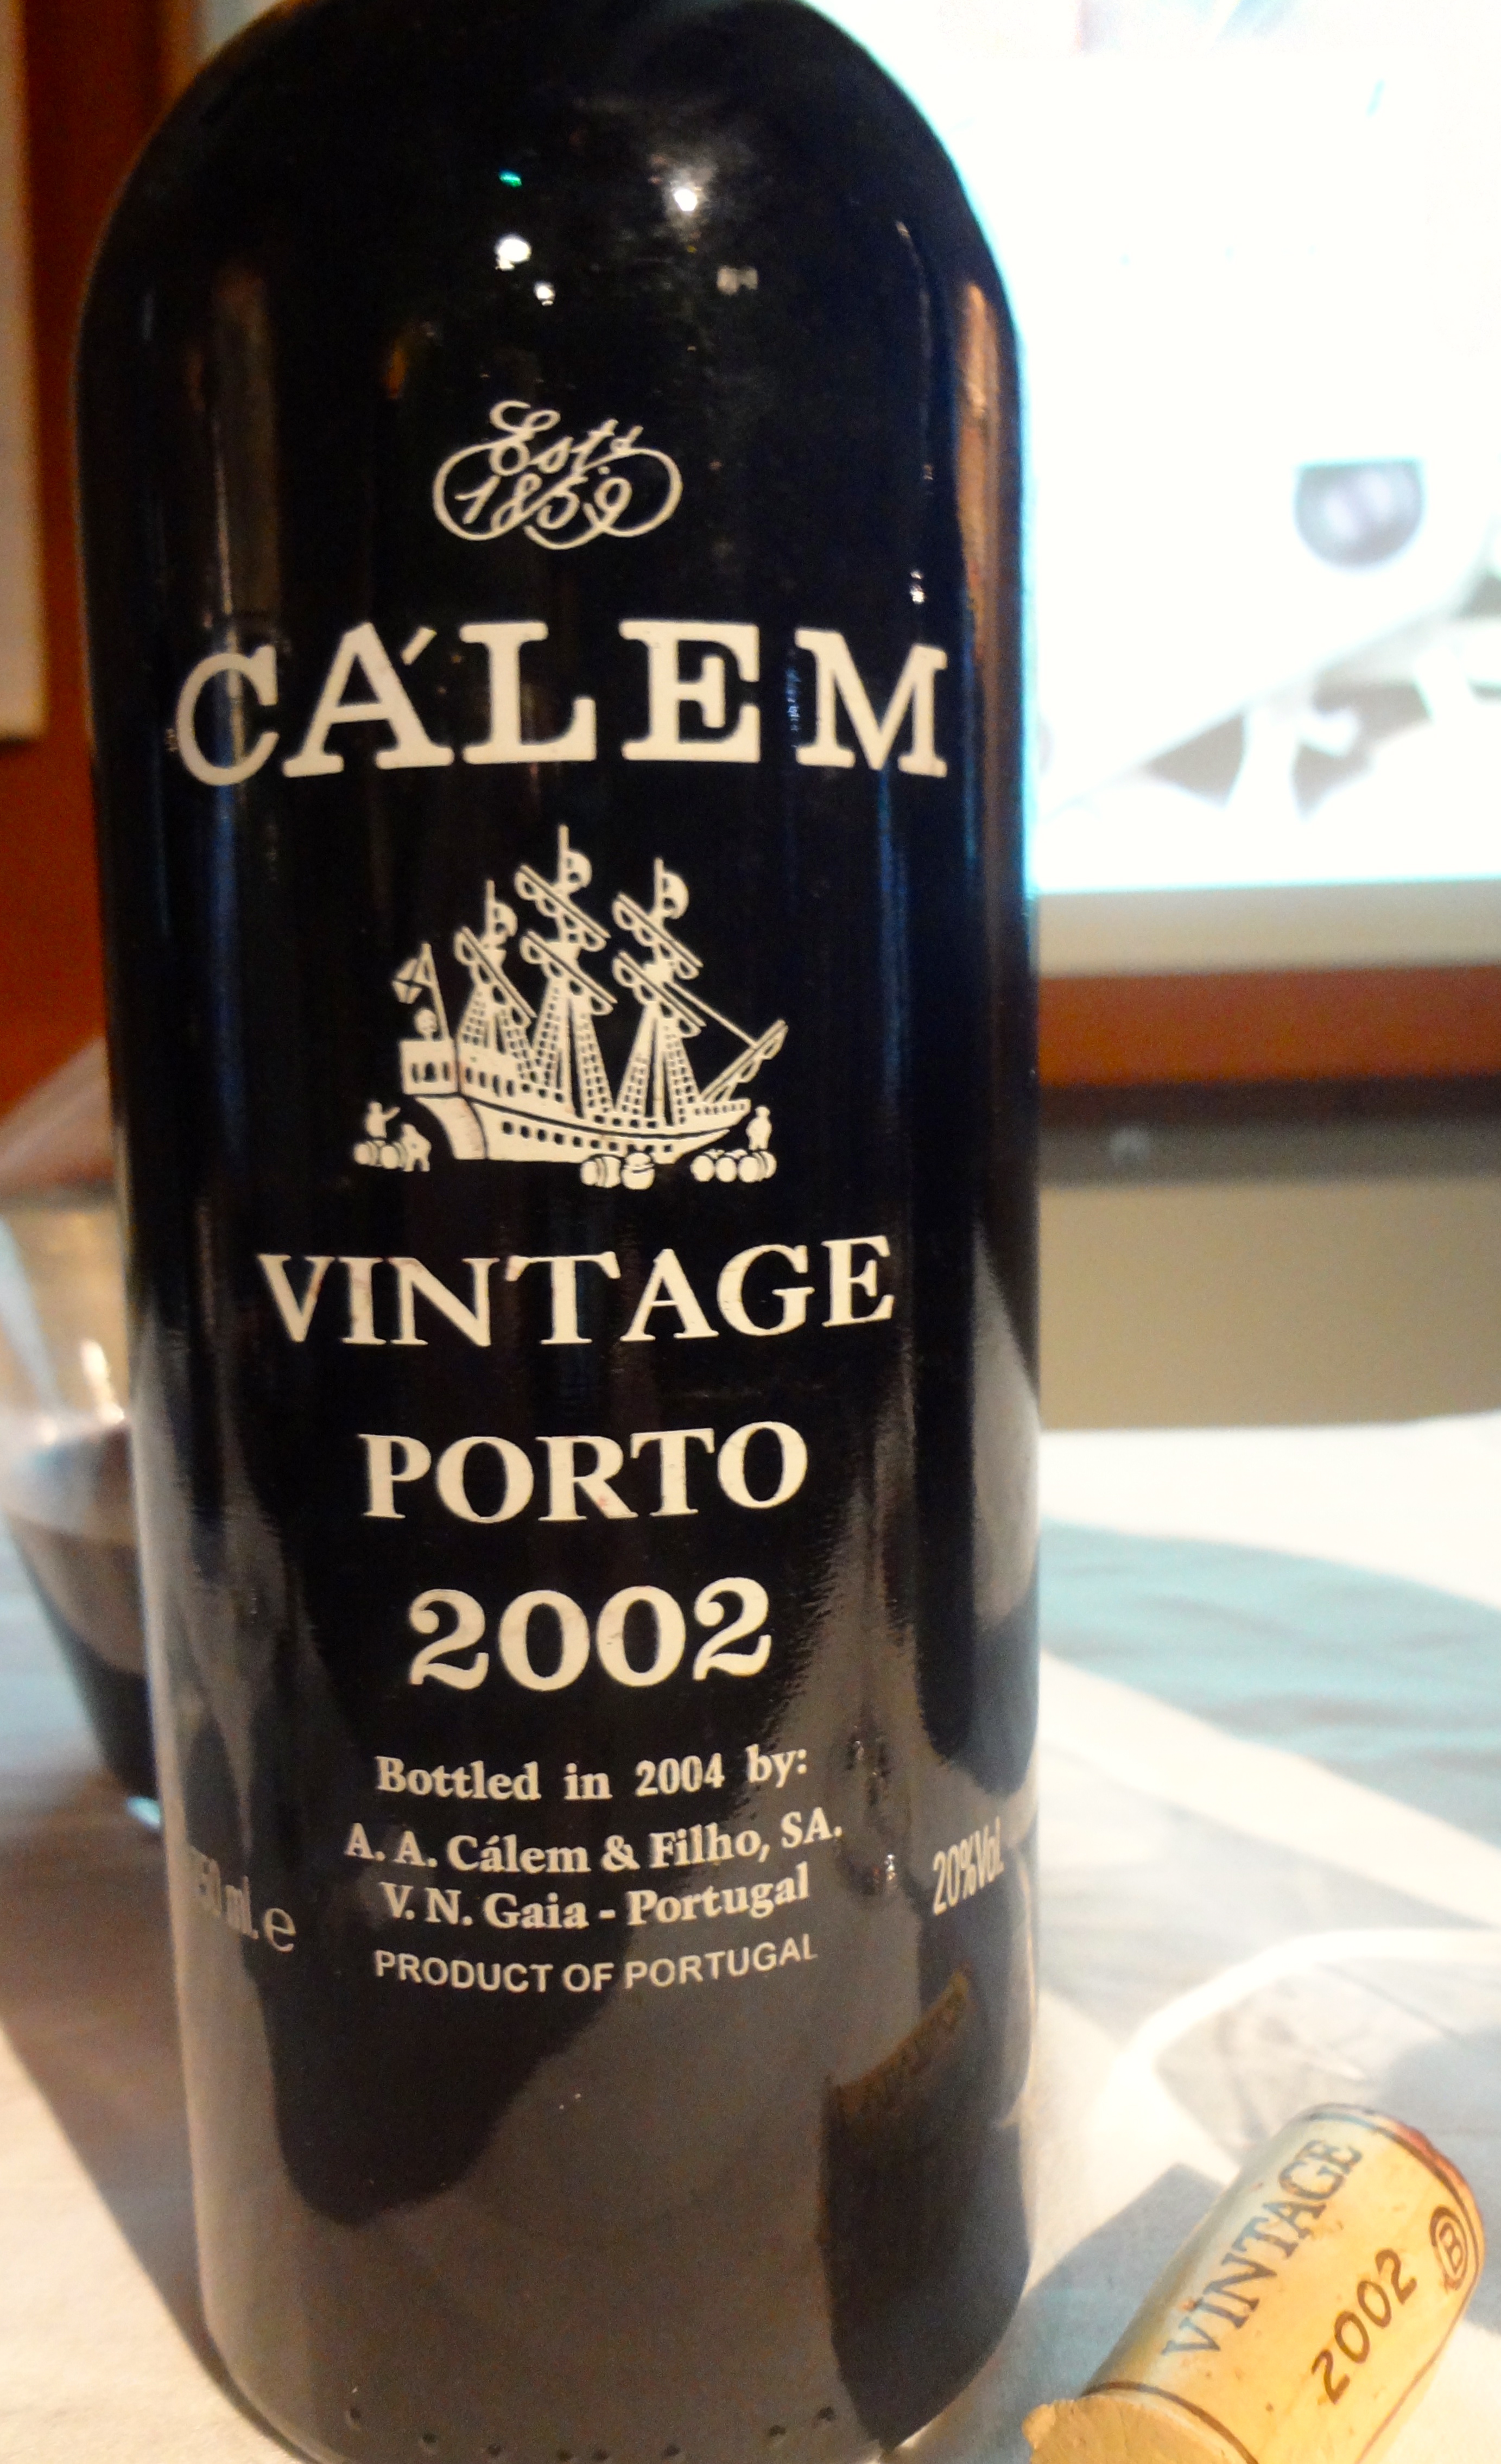 Estd
1859
CÁLEM
VINTAGE
PORTO
2002
Bottled in 2004 by:
A. A. Cálem & Filho, SA.
V. N. Gaia - Portugal
PRODUCT OF PORTUGAL
ml. e
20%Vol.
VINTAGE
2002
B